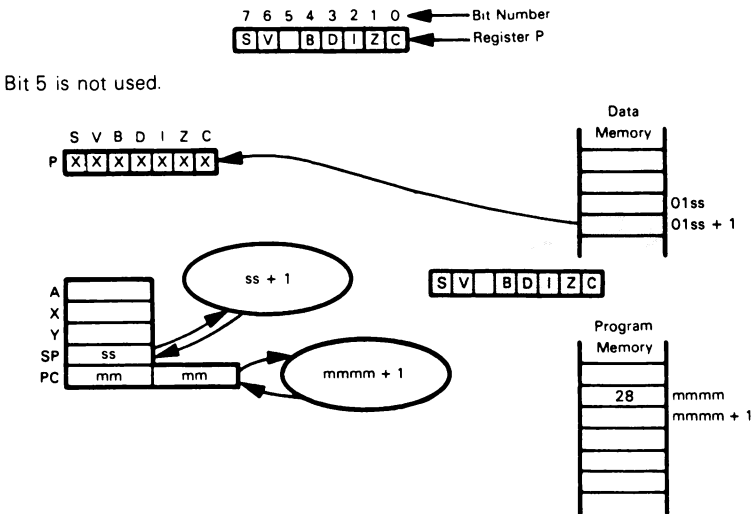 7 6 5 4 3 2 1 0 Bit Number
S V B D I Z C Register P
Bit 5 is not used.
Data
Memory
S V B D I Z C
P X X X X X X X
01ss
01ss + 1
ss + 1
S V B D I Z C
A
X
Y
SP ss
PC mm mm
mmmm + 1
Program
Memory
28 mmmm
mmmm + 1